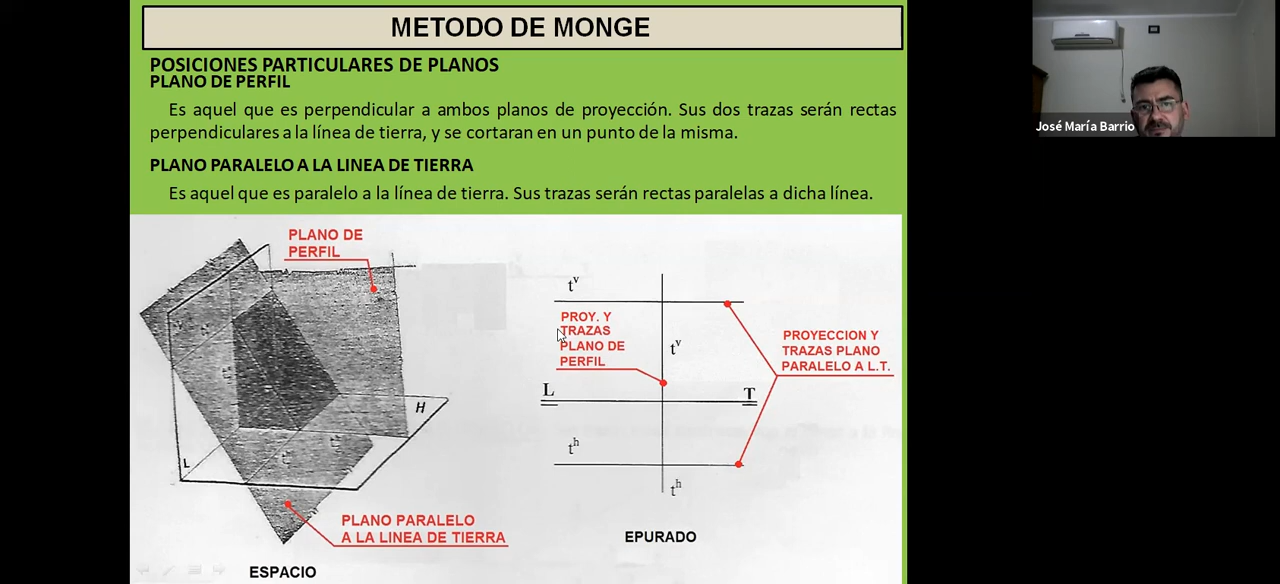 METODO DE MONGE
POSICIONES PARTICULARES DE PLANOS
PLANO DE PERFIL
Es aquel que es perpendicular a ambos planos de proyección. Sus dos trazas serán rectas
perpendiculares a la línea de tierra, y se cortaran en un punto de la misma.
PLANO PARALELO A LA LINEA DE TIERRA
Es aquel que es paralelo a la línea de tierra. Sus trazas serán rectas paralelas a dicha línea.
PLANO DE
PERFIL
H
L
PLANO PARALELO
A LA LINEA DE TIERRA
ESPACIO
tv
PROY. Y
TRAZAS
PLANO DE
PERFIL
tv
PROYECCION Y
TRAZAS PLANO
PARALELO A L.T.
L
T
th
th
EPURADO
José María Barrio